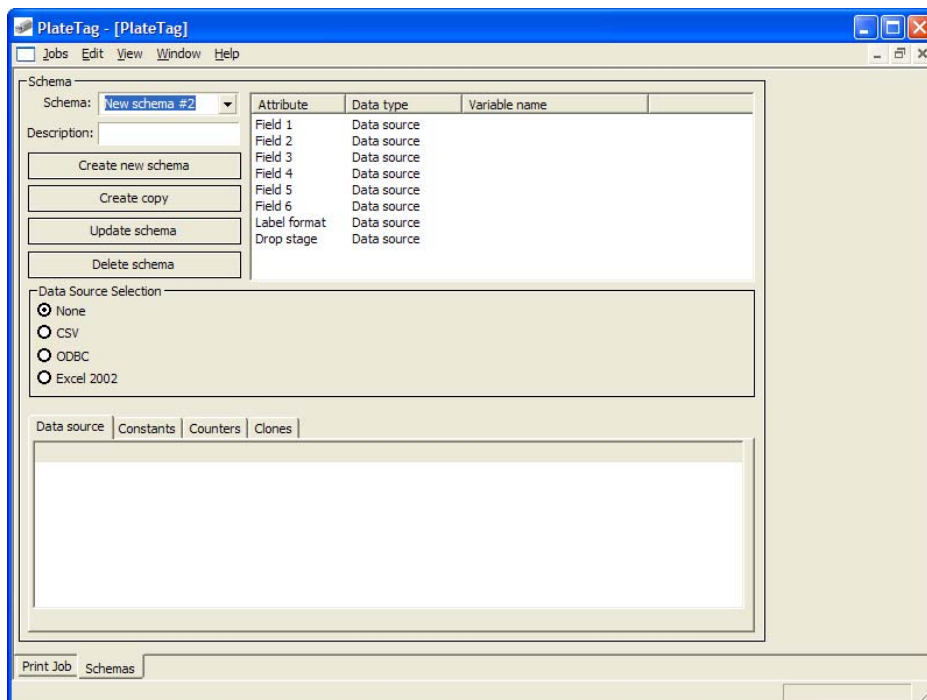 PlateTag - [PlateTag]
Jobs Edit View Window Help
Schema
Schema: New schema #2
Description:
Create new schema
Create copy
Update schema
Delete schema
Attribute Data type Variable name
Field 1 Data source
Field 2 Data source
Field 3 Data source
Field 4 Data source
Field 5 Data source
Field 6 Data source
Label format Data source
Drop stage Data source
Data Source Selection
None
CSV
ODBC
Excel 2002
Data source Constants Counters Clones
Print Job Schemas